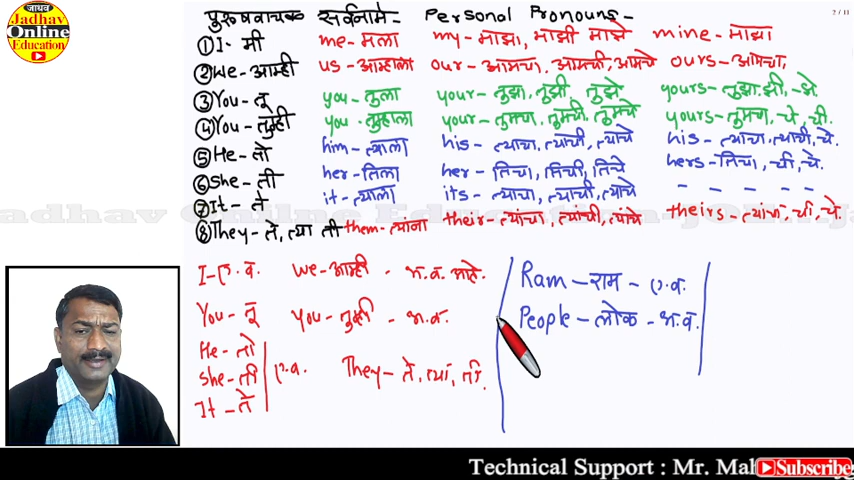 जाधव
Jadhav
Online
Education
पुरूषवाचक सर्वनामे- Personal Pronouns-
2/11
① I- मी me-मला my-माझा, माझी माझे mine-माझा
② We-आम्ही us-आम्हाला our-आमचा, आमची, आमचे ours-आमचा,
③ You-तू you-तुला your-तुझा, तुझी तुझे yours-तुझा, झी, -झे
④ You-तुम्ही you-तुम्हाला your-तुमचा, तुमची तुमचे yours-तुमचा, चे, ची.
⑤ He-तो him-त्याला his-त्याचा, त्याची, त्याचे his-त्याचा, त्याची, चे.
⑥ she-ती her-तिला her-तिचा, तिची, तिचे hers-तिचा, ची, चे.
⑦ It-ते it-त्याला its-त्याचा, त्याची, त्याचे - - - - -
⑧ They-ते, त्या ती them-त्यांना their-त्यांचा, त्यांची, त्यांचे theirs-त्यांचा, ची, चे.
I-ए.व. we-आम्ही - अ.व. आहे.
You-तू you-तुम्ही - अ.व.
He-तो
She-ती ए.व. They-ते, त्या, ती.
It-ते
Ram-राम-ए.व.
People-लोक-अ.व.
Technical Support : Mr. Mah
Subscribe